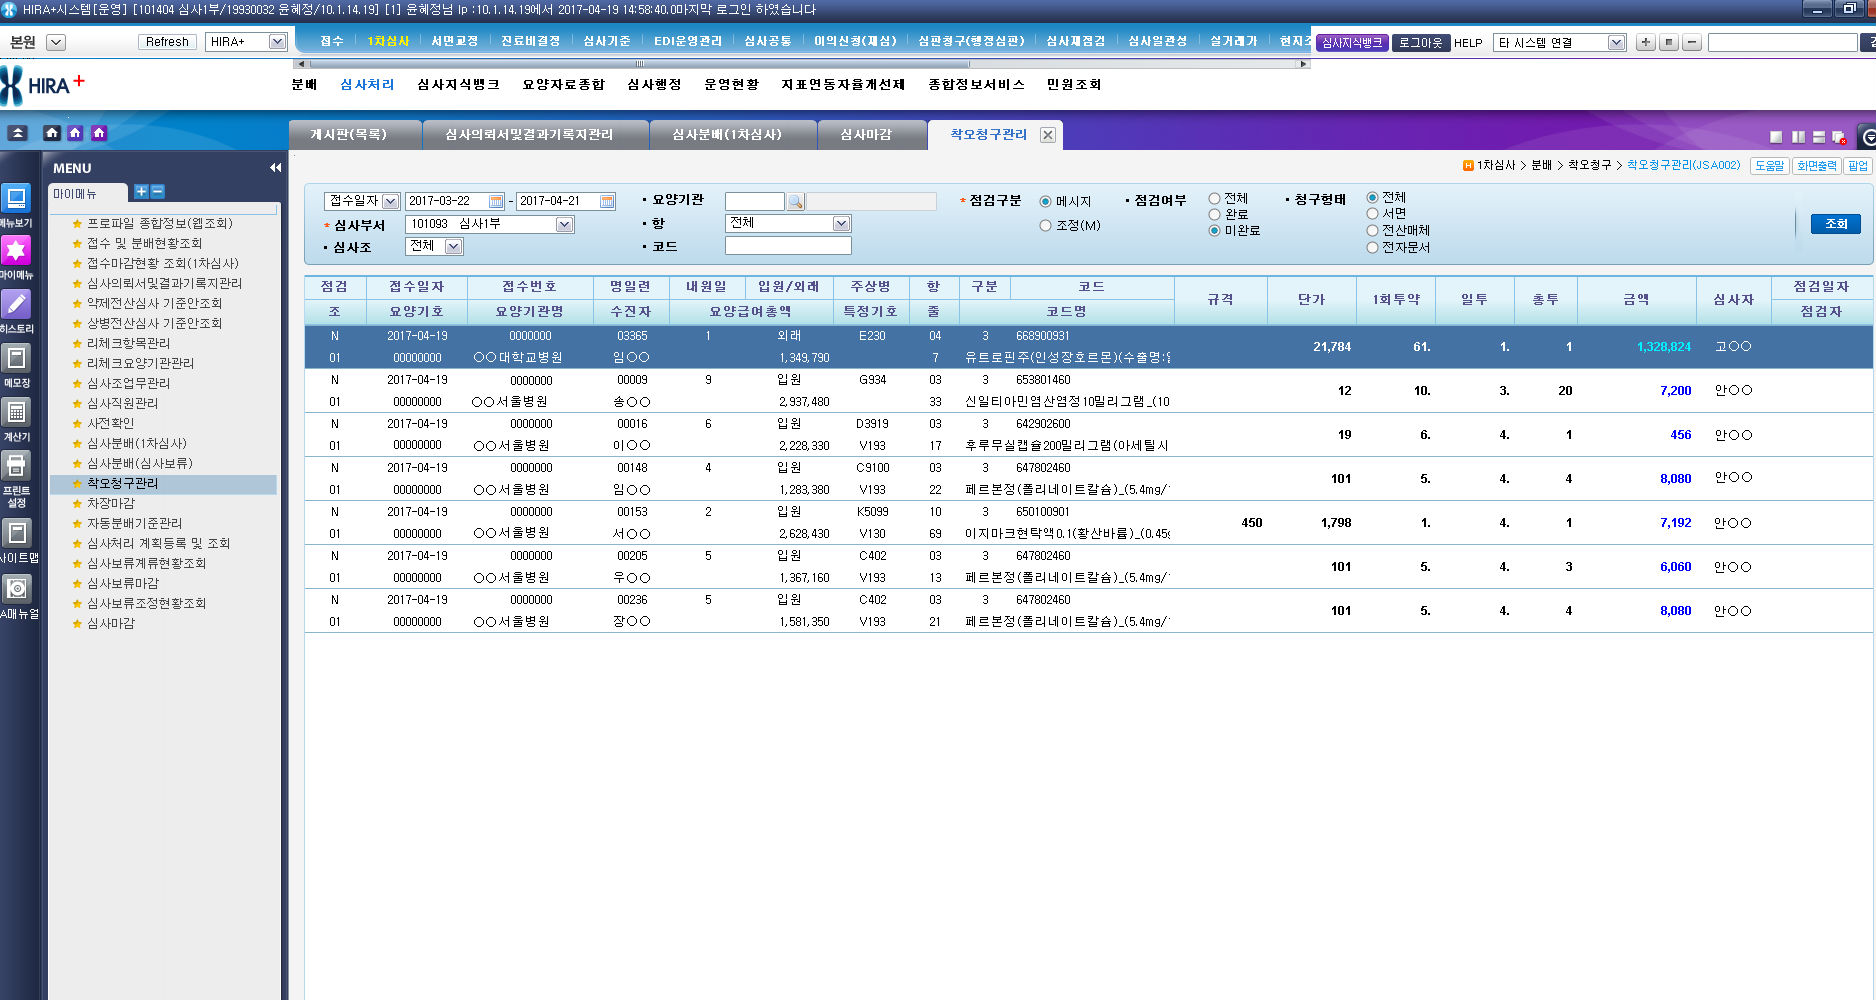 HIRA+시스템[운영] [101404 심사1부/19930032 윤혜정/10.1.14.19] [1] 윤혜정님 Ip :10.1.14.19에서 2017-04-19 14:58:40.0마지막 로그인 하였습니다
본원 Refresh HIRA+ 접수 1차심사 서면교정 진료비결정 심사기준 EDI운영관리 심사공통 이의신청(재심) 심판청구(행정심판) 심사재점검 심사일관성 실거래가 현지조 심사지식뱅크 로그아웃 HELP 타 시스템 연결
HIRA+ 분배 심사처리 심사지식뱅크 요양자료종합 심사행정 운영현황 지표연동자율개선제 종합정보서비스 민원조회
게시판(목록) 심사의뢰서및결과기록지관리 심사분배(1차심사) 심사마감 착오청구관리
H 1차심사 > 분배 > 착오청구 > 착오청구관리(JSA002) 도움말 화면출력 팝업
메뉴보기
마이메뉴
히스토리
메모장
계산기
프린트
설정
사이트맵
A매뉴얼
MENU
마이메뉴
프로파일 종합정보(웹조회)
접수 및 분배현황조회
접수마감현황 조회(1차심사)
심사의뢰서및결과기록지관리
약제전산심사 기준안조회
상병전산심사 기준안조회
리체크항목관리
리체크요양기관관리
심사조업무관리
심사직원관리
사전확인
심사분배(1차심사)
심사분배(심사보류)
착오청구관리
차장마감
자동분배기준관리
심사처리 계획등록 및 조회
심사보류계류현황조회
심사보류마감
심사보류조정현황조회
심사마감
접수일자 2017-03-22 - 2017-04-21 · 요양기관 * 점검구분 메시지 · 점검여부 전체 · 청구형태 전체
* 심사부서 101093 심사1부 · 항 전체 조정(M) 완료 서면
· 심사조 전체 · 코드 미완료 전산매체
전자문서
조회
점검 접수일자 접수번호 명일련 내원일 입원/외래 주상병 항 구분 코드 규격 단가 1회투약 일투 총투 금액 심사자 점검일자
조 요양기호 요양기관명 수진자 요양급여총액 특정기호 줄 코드명 점검자
N 2017-04-19 0000000 03365 1 외래 E230 04 3 668900931 21,784 61. 1. 1 1,328,824 고○○
01 00000000 ○○대학교병원 임○○ 1,349,790 7 유트로핀주(인성장호르몬)(수출명:
N 2017-04-19 0000000 00009 9 입원 G934 03 3 653801460 12 10. 3. 20 7,200 안○○
01 00000000 ○○서울병원 송○○ 2,937,480 33 신일티아민염산염정10밀리그램_(10
N 2017-04-19 0000000 00016 6 입원 D3919 03 3 642902600 19 6. 4. 1 456 안○○
01 00000000 ○○서울병원 이○○ 2,228,330 V193 17 후루무실캡슐200밀리그램(아세틸시
N 2017-04-19 0000000 00148 4 입원 C9100 03 3 647802460 101 5. 4. 4 8,080 안○○
01 00000000 ○○서울병원 임○○ 1,283,380 V193 22 페르본정(폴리네이트칼슘)_(5.4mg/
N 2017-04-19 0000000 00153 2 입원 K5099 10 3 650100901 450 1,798 1. 4. 1 7,192 안○○
01 00000000 ○○서울병원 서○○ 2,628,430 V130 69 이지마크현탁액0.1(황산바륨)_(0.45g
N 2017-04-19 0000000 00205 5 입원 C402 03 3 647802460 101 5. 4. 3 6,060 안○○
01 00000000 ○○서울병원 우○○ 1,367,160 V193 13 페르본정(폴리네이트칼슘)_(5.4mg/
N 2017-04-19 0000000 00236 5 입원 C402 03 3 647802460 101 5. 4. 4 8,080 안○○
01 00000000 ○○서울병원 장○○ 1,581,350 V193 21 페르본정(폴리네이트칼슘)_(5.4mg/